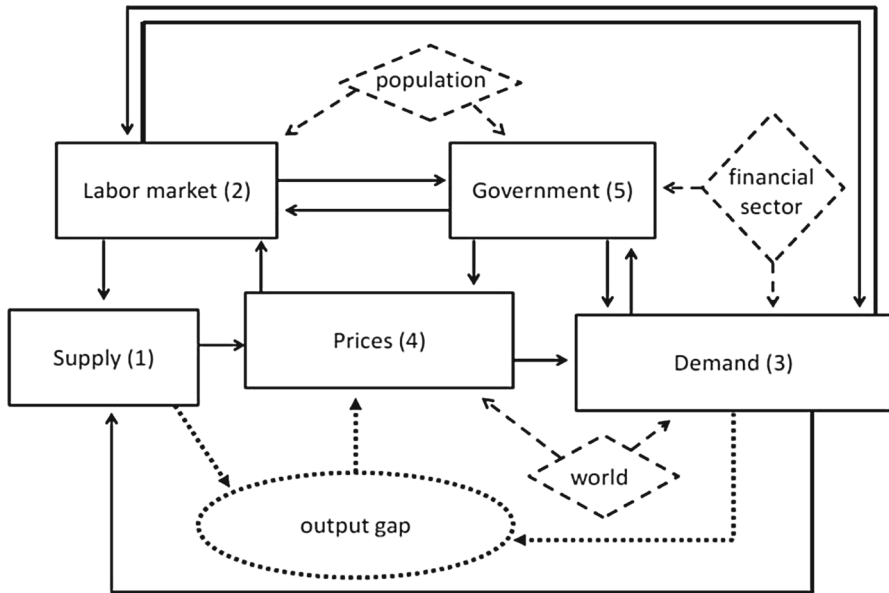 population
Labor market (2)
Government (5)
financial
sector
Supply (1)
Prices (4)
Demand (3)
world
output gap